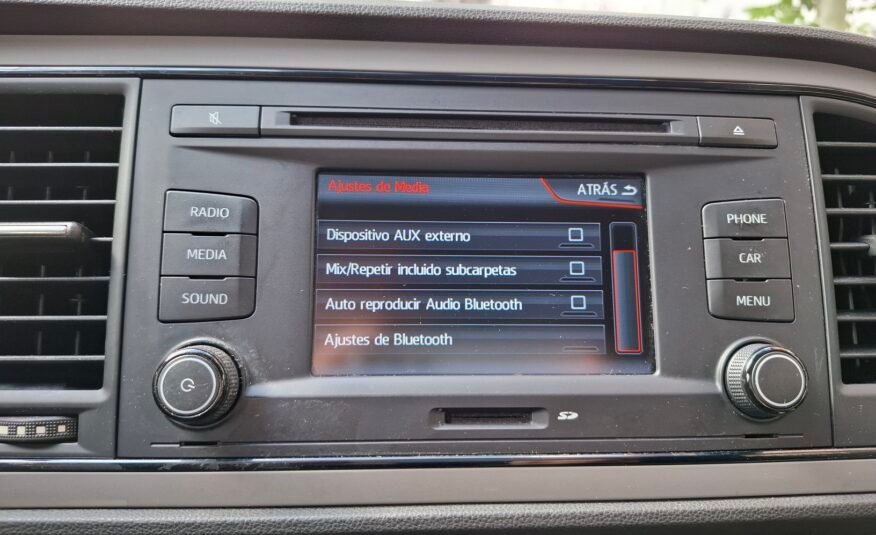 RADIO
MEDIA
SOUND
Ajustes de Media
ATRÁS
Dispositivo AUX externo
Mix/Repetir incluido subcarpetas
Auto reproducir Audio Bluetooth
Ajustes de Bluetooth
PHONE
CAR
MENU
SD